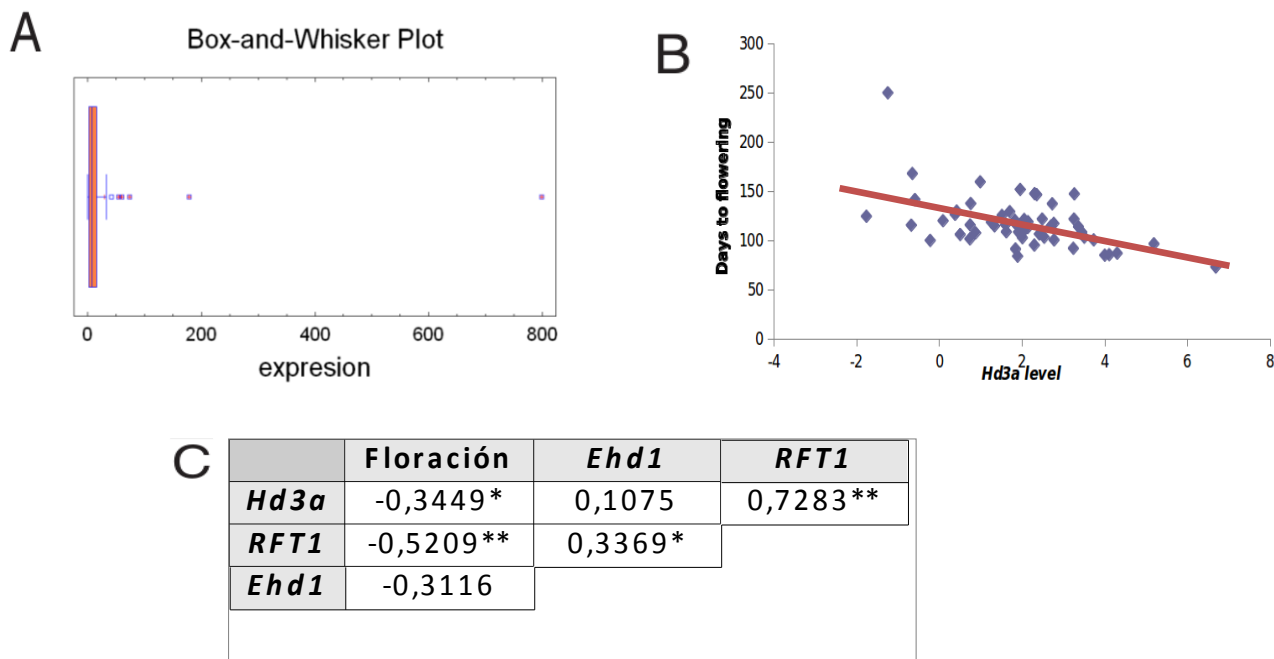 A
Box-and-Whisker Plot
0 200 400 600 800
expresion
B
Days to flowering
300
250
200
150
100
50
0
-4 -2 0 2 4 6 8
Hd3a level
C
Floración Ehd1 RFT1
Hd3a -0,3449* 0,1075 0,7283**
RFT1 -0,5209** 0,3369*
Ehd1 -0,3116